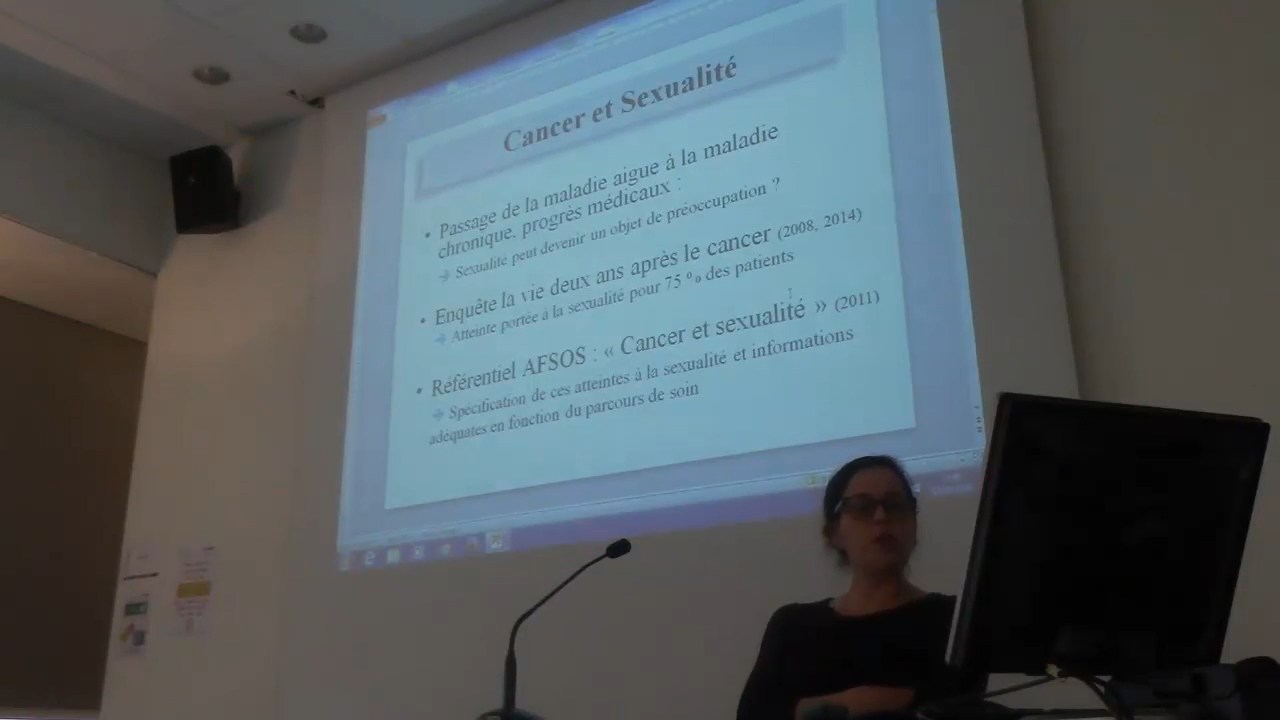 Cancer et Sexualité
• Passage de la maladie aigue à la maladie
chronique, progrès médicaux :
Sexualité peut devenir un objet de préoccupation ?
• Enquête la vie deux ans après le cancer (2008, 2014)
Atteinte portée à la sexualité pour 75 % des patients
• Référentiel AFSOS : « Cancer et sexualité » (2011)
Spécification de ces atteintes à la sexualité et informations
adéquates en fonction du parcours de soin